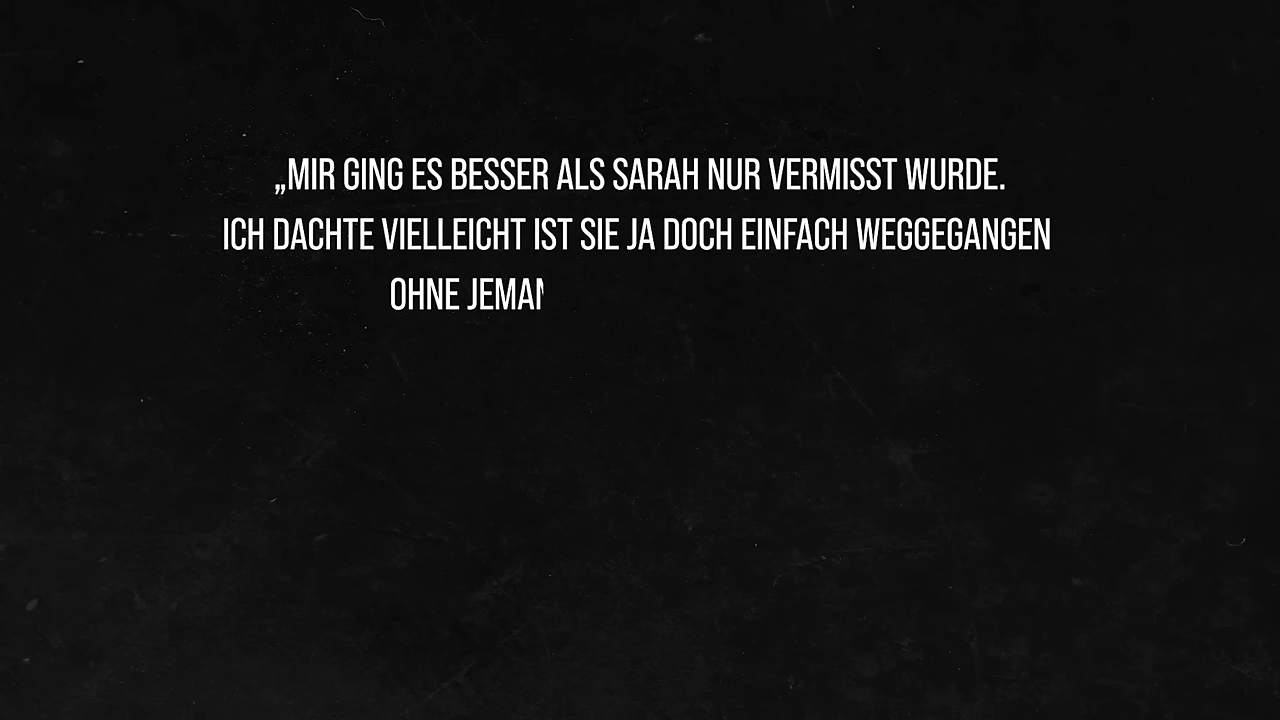 „MIR GING ES BESSER ALS SARAH NUR VERMISST WURDE.
ICH DACHTE VIELLEICHT IST SIE JA DOCH EINFACH WEGGEGANGEN
OHNE